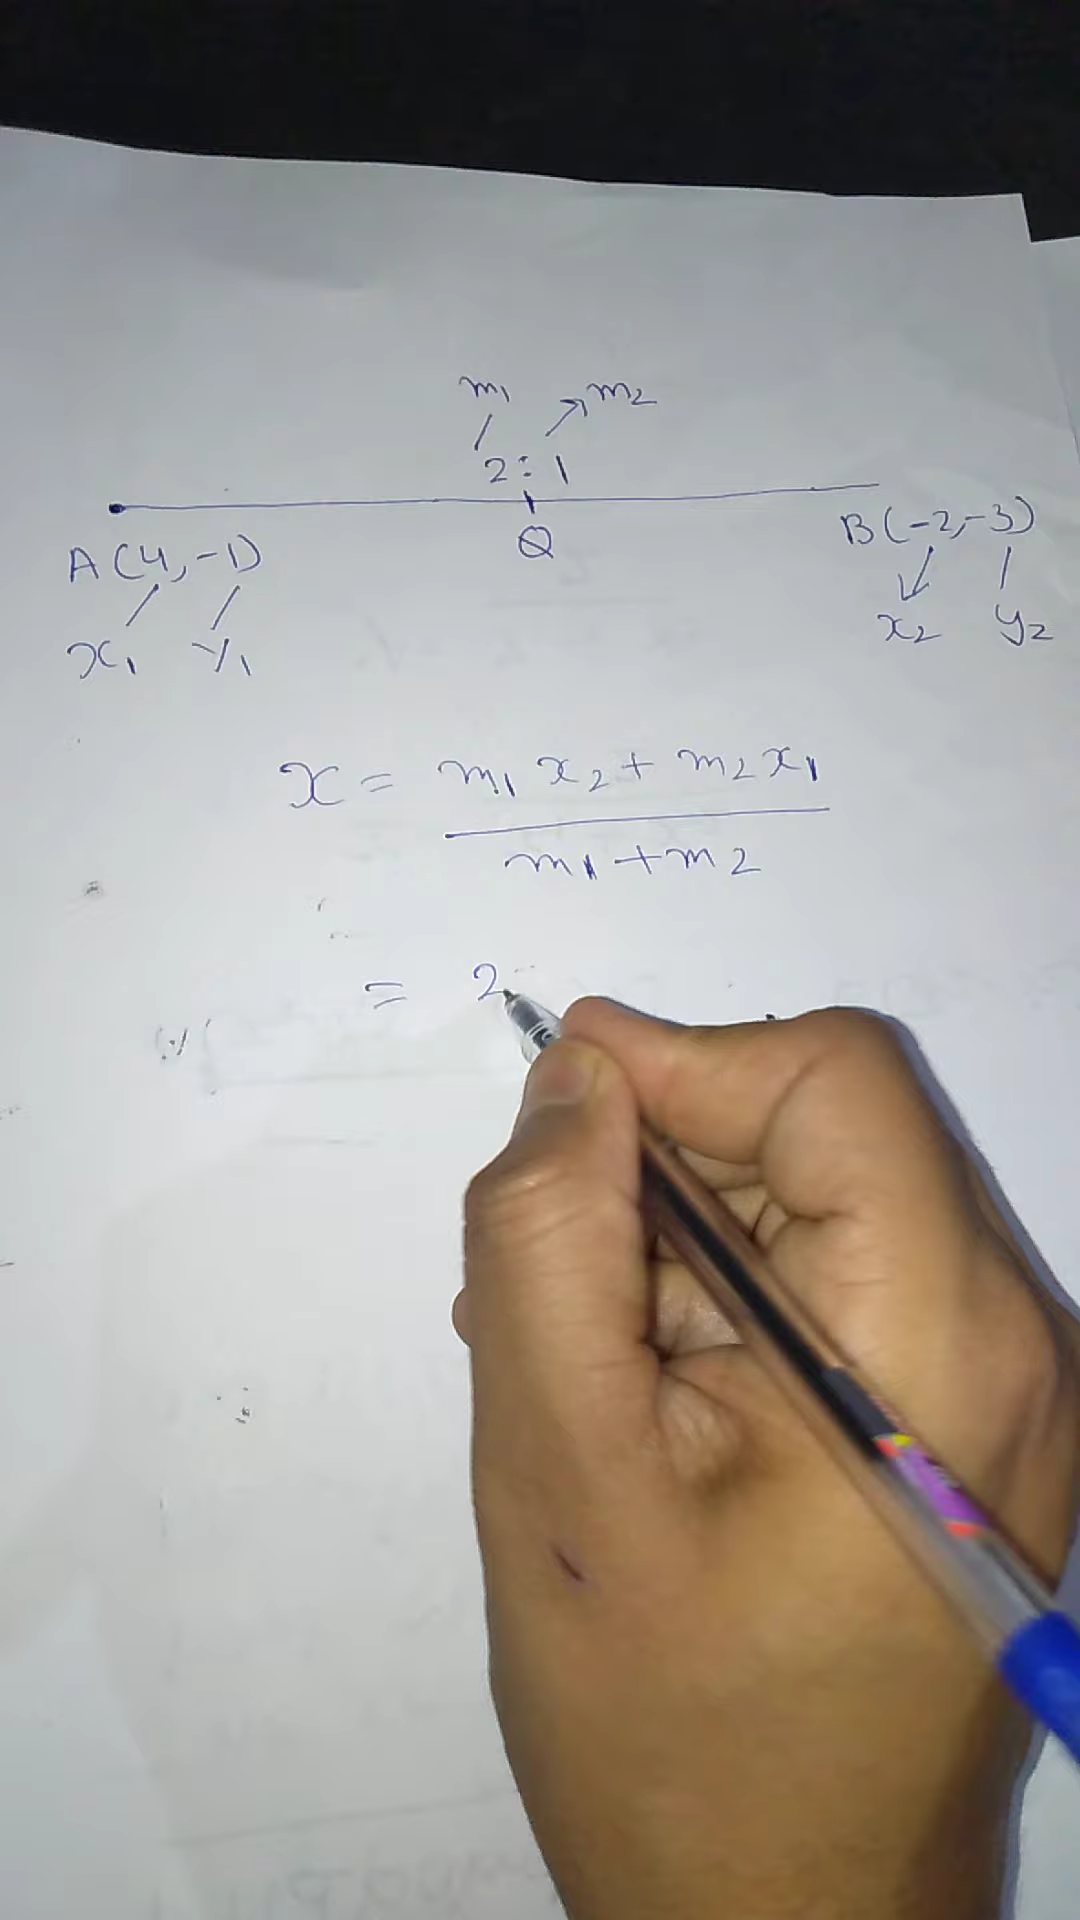 m₁ m₂
2 : 1
A(4,-1) Q B(-2,-3)
x₁ y₁ x₂ y₂
x = m₁ x₂ + m₂ x₁
m₁ + m₂
= 2